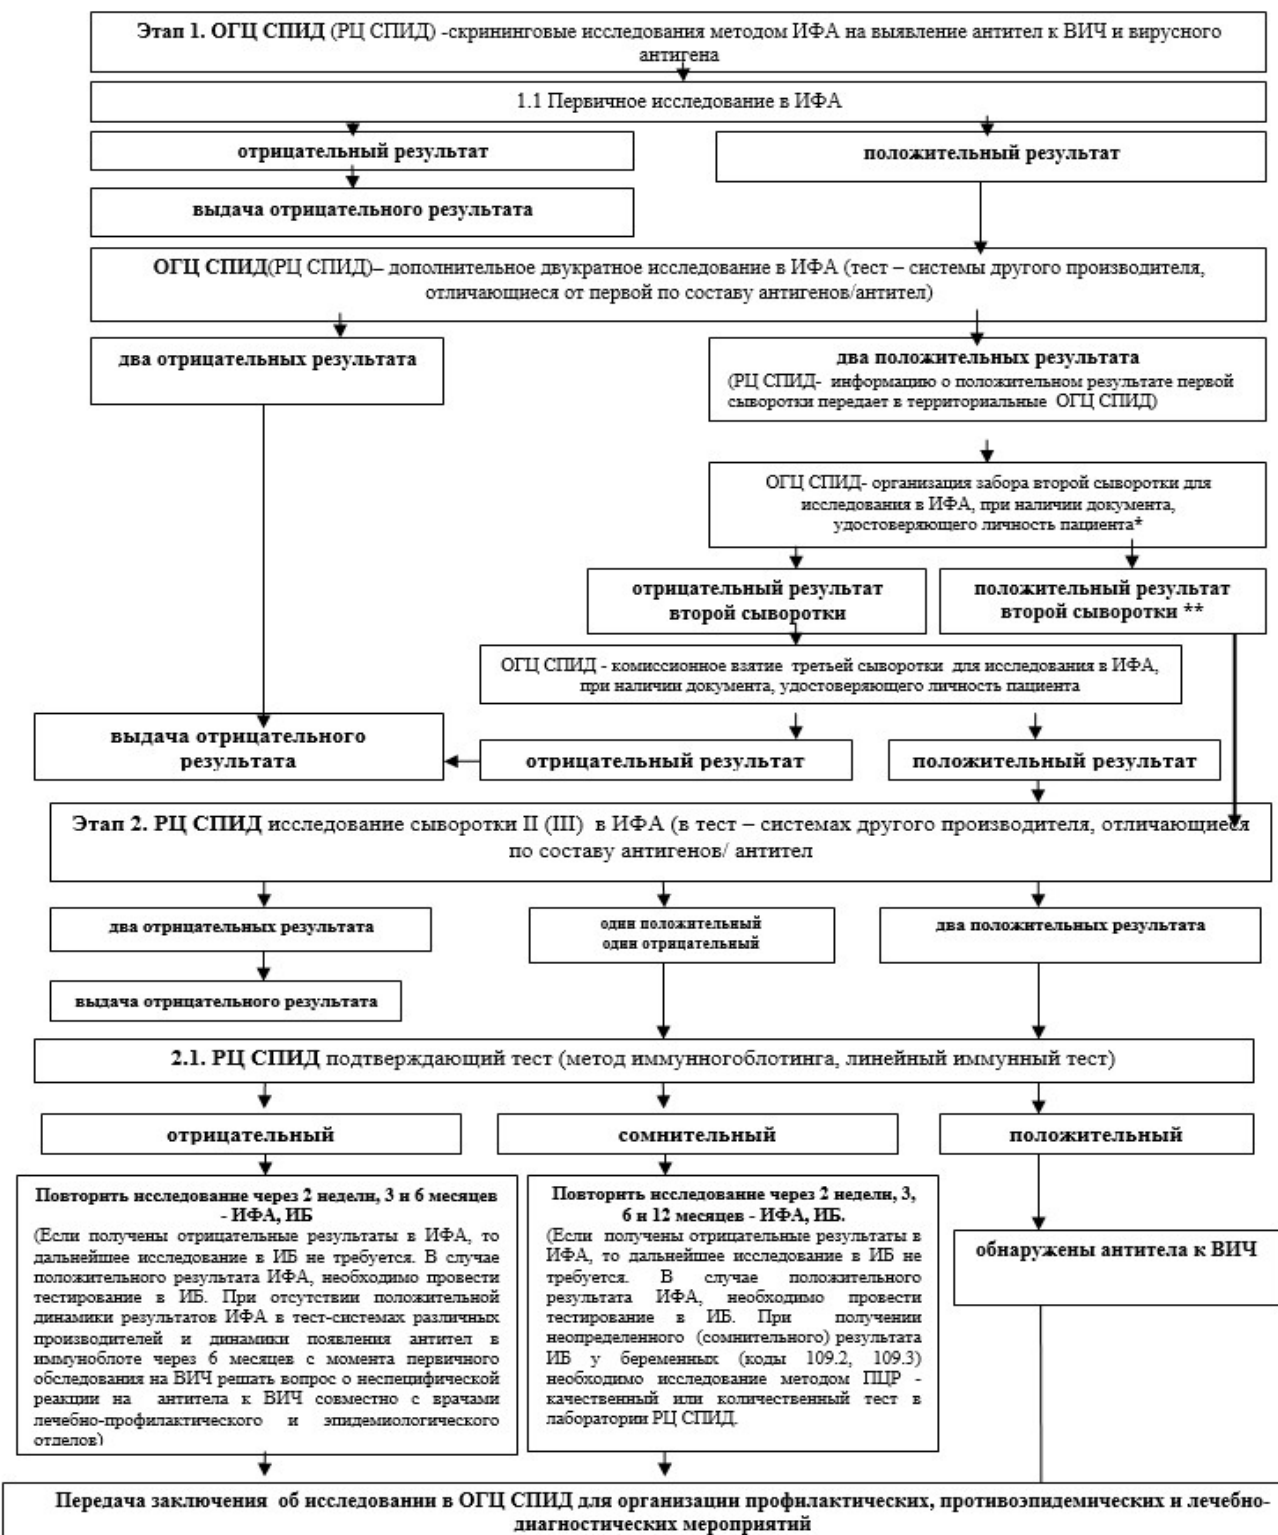 Этап 1. ОГЦ СПИД (РЦ СПИД) -скрининговые исследования методом ИФА на выявление антител к ВИЧ и вирусного
антигена
1.1 Первичное исследование в ИФА
отрицательный результат
положительный результат
выдача отрицательного результата
ОГЦ СПИД(РЦ СПИД)– дополнительное двукратное исследование в ИФА (тест – системы другого производителя,
отличающиеся от первой по составу антигенов/антител)
два отрицательных результата
два положительных результата
(РЦ СПИД- информацию о положительном результате первой
сыворотки передает в территориальные ОГЦ СПИД)
ОГЦ СПИД- организация забора второй сыворотки для
исследования в ИФА, при наличии документа,
удостоверяющего личность пациента*
отрицательный результат
второй сыворотки
положительный результат
второй сыворотки **
ОГЦ СПИД - комиссионное взятие третьей сыворотки для исследования в ИФА,
при наличии документа, удостоверяющего личность пациента
выдача отрицательного
результата
отрицательный результат
положительный результат
Этап 2. РЦ СПИД исследование сыворотки II (III) в ИФА (в тест – системах другого производителя, отличающиеся
по составу антигенов/ антител
два отрицательных результата
один положительный
один отрицательный
два положительных результата
выдача отрицательного результата
2.1. РЦ СПИД подтверждающий тест (метод иммунногоблотинга, линейный иммунный тест)
отрицательный
сомнительный
положительный
Повторить исследование через 2 недели, 3 и 6 месяцев
- ИФА, ИБ
(Если получены отрицательные результаты в ИФА, то
дальнейшее исследование в ИБ не требуется. В случае
положительного результата ИФА, необходимо провести
тестирование в ИБ. При отсутствии положительной
динамики результатов ИФА в тест-системах различных
производителей и динамики появления антител в
иммуноблоте через 6 месяцев с момента первичного
обследования на ВИЧ решать вопрос о неспецифической
реакции на антитела к ВИЧ совместно с врачами
лечебно-профилактического и эпидемиологического
отделов)
Повторить исследование через 2 недели, 3,
6 и 12 месяцев - ИФА, ИБ.
(Если получены отрицательные результаты в
ИФА, то дальнейшее исследование в ИБ не
требуется. В случае положительного
результата ИФА, необходимо провести
тестирование в ИБ. При получении
неопределенного (сомнительного) результата
ИБ у беременных (коды 109.2, 109.3)
необходимо исследование методом ПЦР -
качественный или количественный тест в
лаборатории РЦ СПИД.
обнаружены антитела к ВИЧ
Передача заключения об исследовании в ОГЦ СПИД для организации профилактических, противоэпидемических и лечебно-
диагностических мероприятий